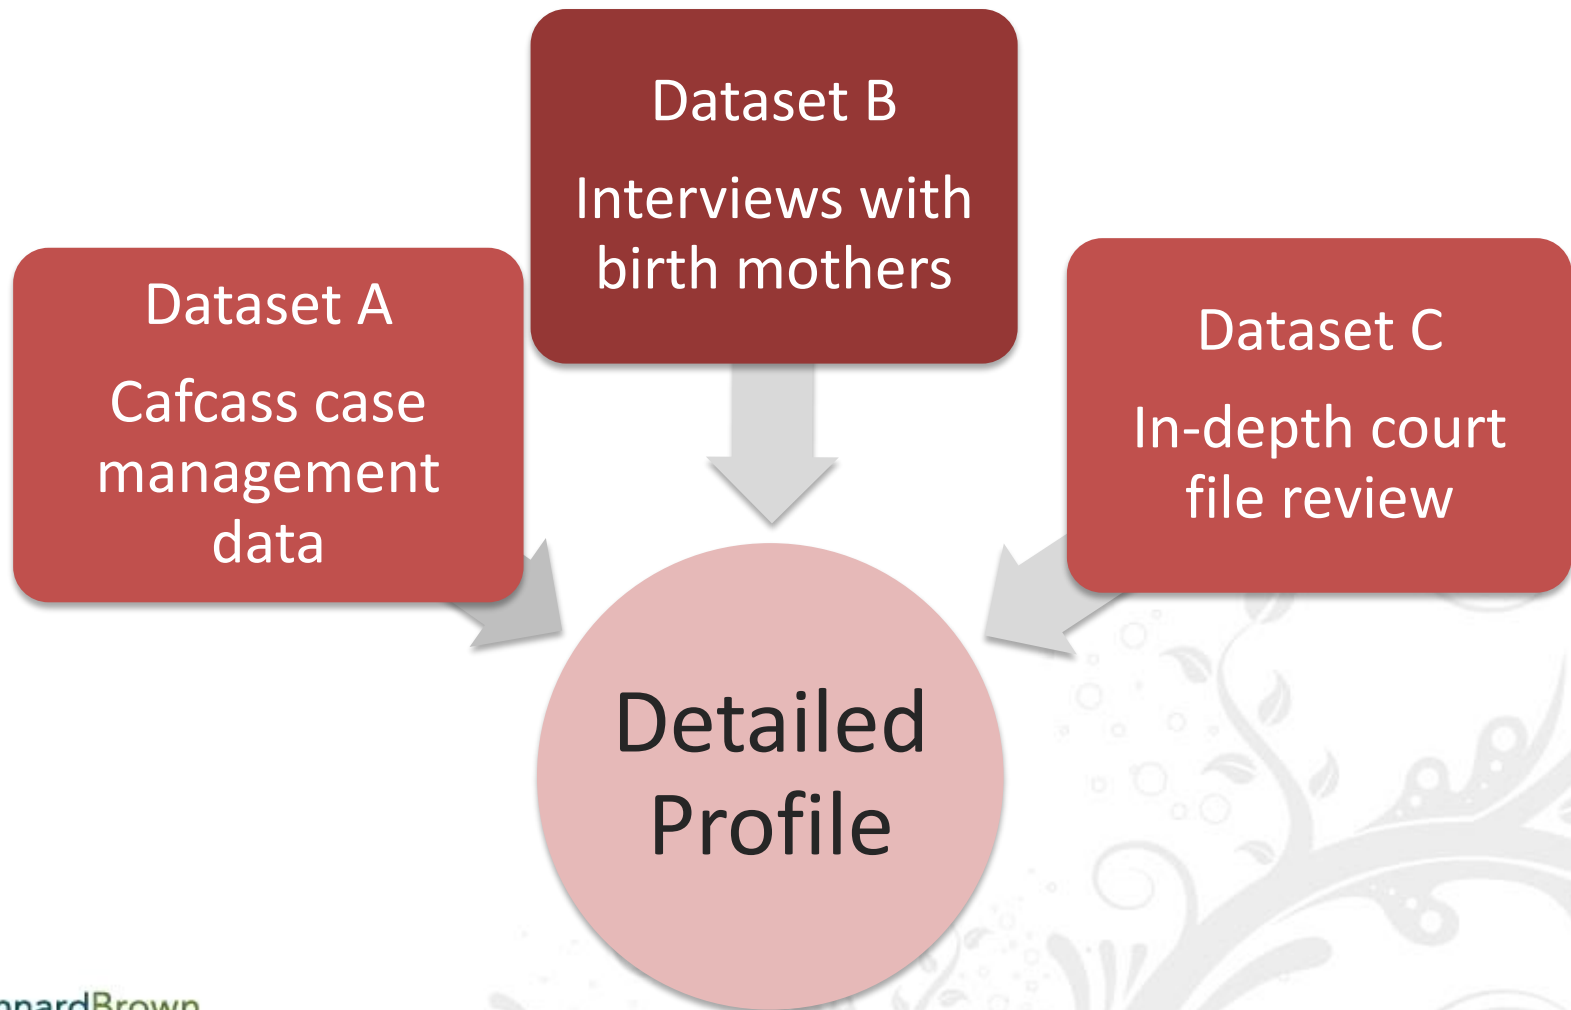 Dataset A
Cafcass case
management
data
Dataset B
Interviews with
birth mothers
Dataset C
In-depth court
file review
Detailed
Profile